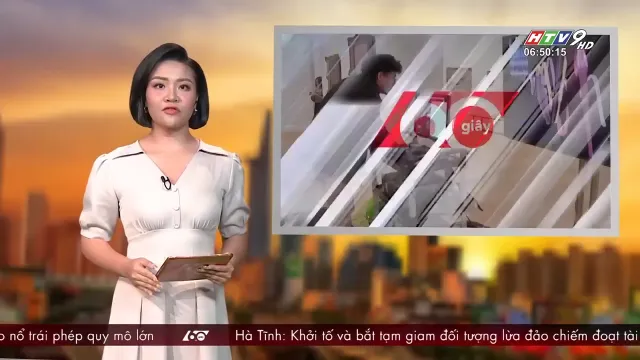 HTV9 HD
06:50:15
60 giây
nổ trái phép quy mô lớn
60
Hà Tĩnh: Khởi tố và bắt tạm giam đối tượng lừa đảo chiếm đoạt tài